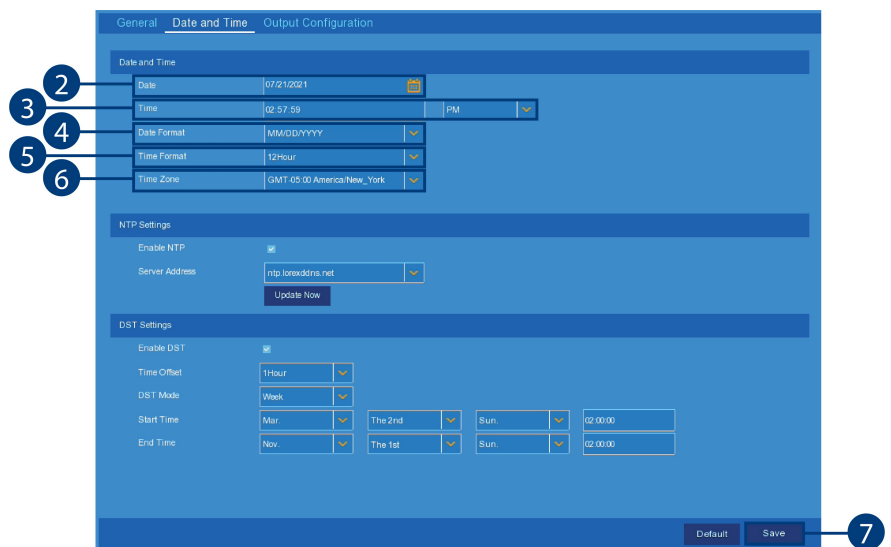 General Date and Time Output Configuration
Date and Time
2 Date 07/21/2021
3 Time 02:57:59 PM
4 Date Format MM/DD/YYYY
5 Time Format 12Hour
6 Time Zone GMT-05:00 America/New_York
NTP Settings
Enable NTP
Server Address ntp.lorexddns.net
Update Now
DST Settings
Enable DST
Time Offset 1Hour
DST Mode Week
Start Time Mar. The 2nd Sun. 02:00:00
End Time Nov. The 1st Sun. 02:00:00
Default Save 7